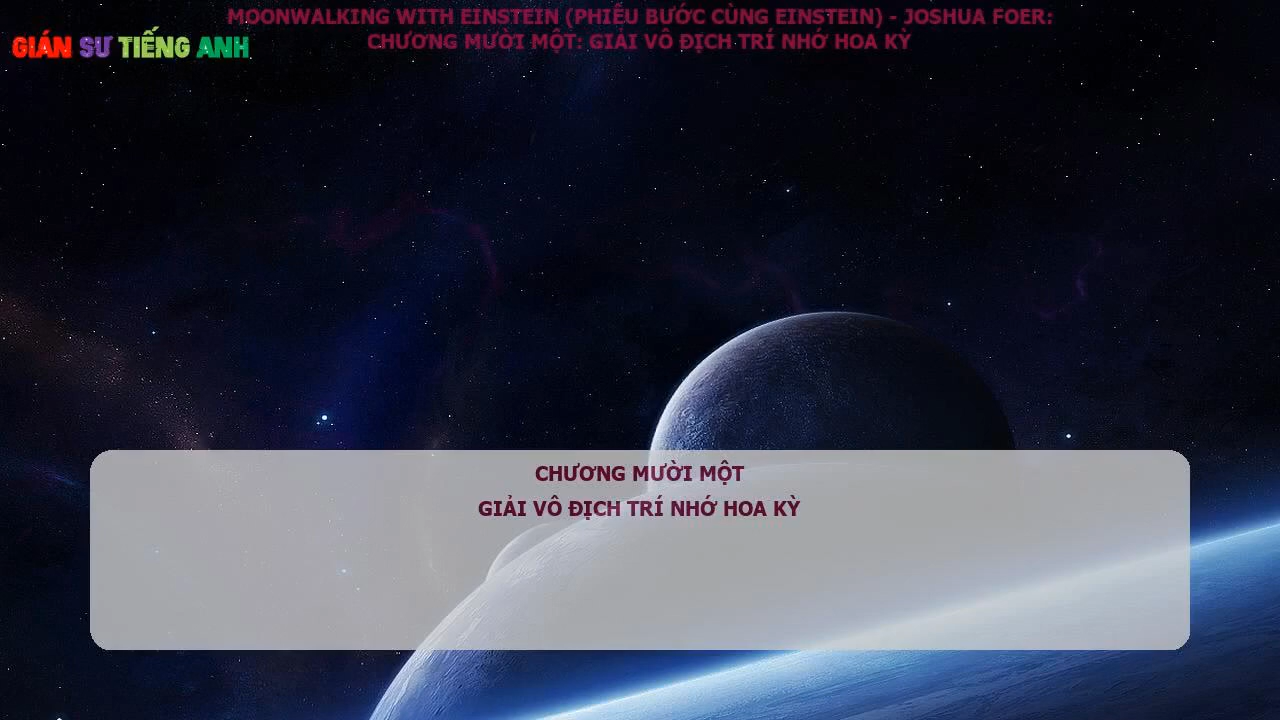 MOONWALKING WITH EINSTEIN (PHIẾU BƯỚC CÙNG EINSTEIN) - JOSHUA FOER:
CHƯƠNG MƯỜI MỘT: GIẢI VÔ ĐỊCH TRÍ NHỚ HOA KỲ
GIÁN SƯ TIẾNG ANH
CHƯƠNG MƯỜI MỘT
GIẢI VÔ ĐỊCH TRÍ NHỚ HOA KỲ